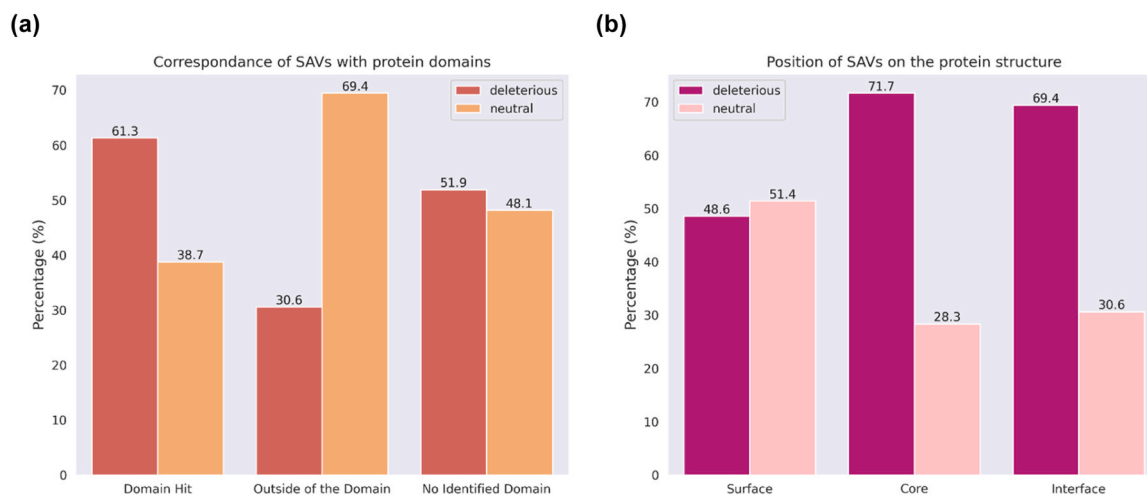 (a)
Correspondance of SAVs with protein domains
deleterious
neutral
Percentage (%)
70
60
50
40
30
20
10
0
61.3
38.7
30.6
69.4
51.9
48.1
Domain Hit
Outside of the Domain
No Identified Domain
(b)
Position of SAVs on the protein structure
deleterious
neutral
Percentage (%)
70
60
50
40
30
20
10
0
48.6
51.4
71.7
28.3
69.4
30.6
Surface
Core
Interface